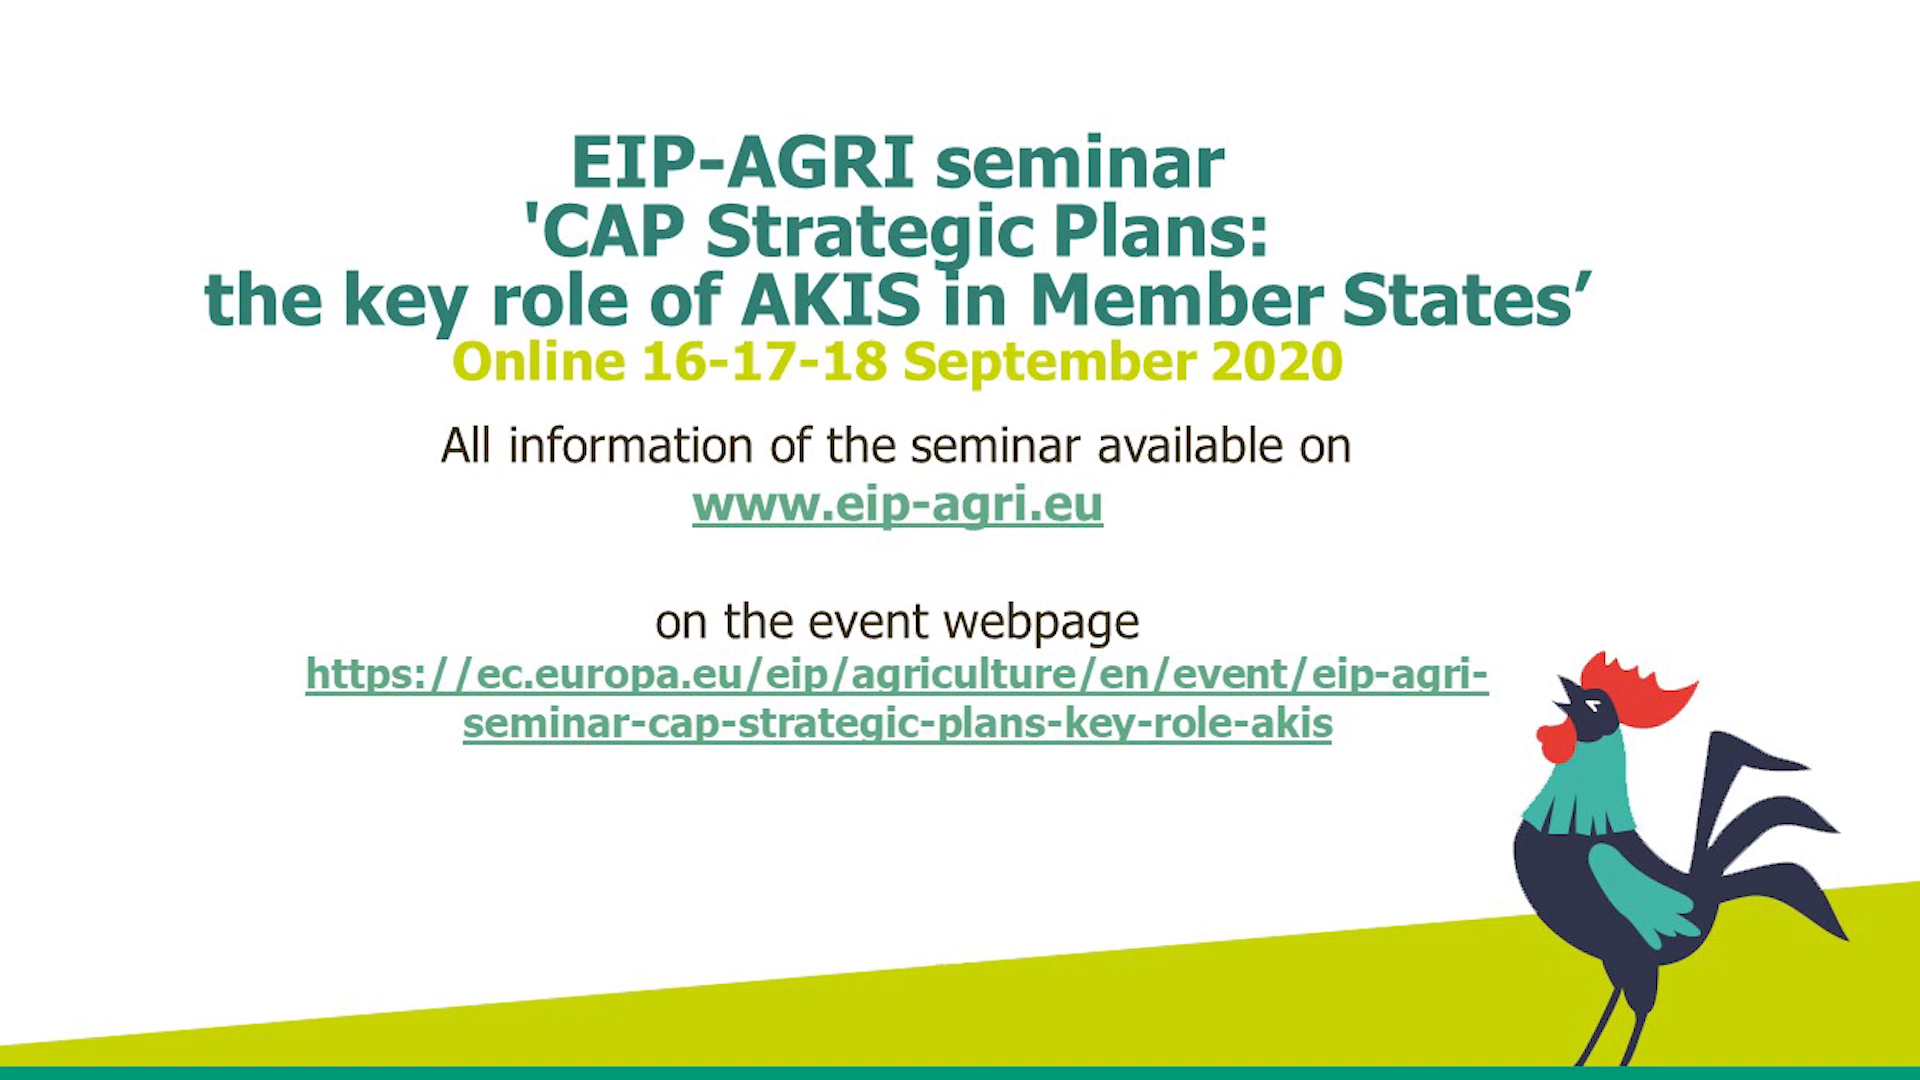 EIP-AGRI seminar
'CAP Strategic Plans:
the key role of AKIS in Member States’
Online 16-17-18 September 2020
All information of the seminar available on
www.eip-agri.eu
on the event webpage
https://ec.europa.eu/eip/agriculture/en/event/eip-agri-
seminar-cap-strategic-plans-key-role-akis